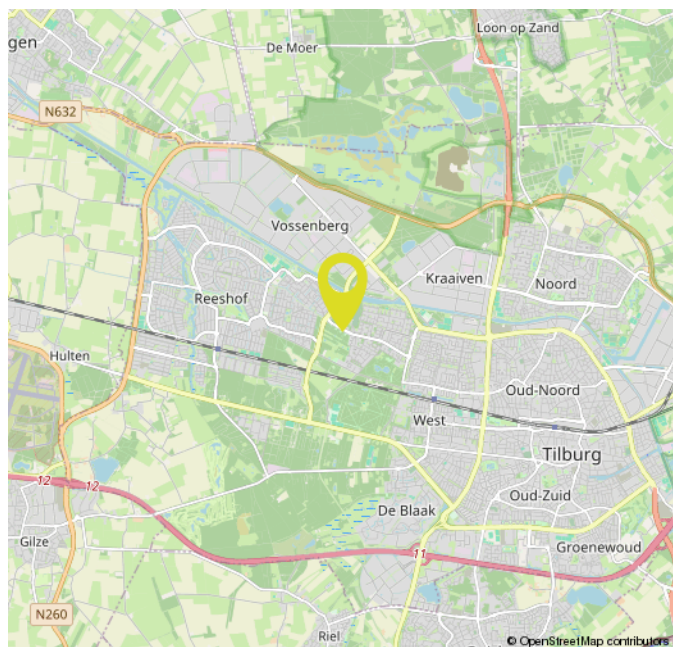 Loon op Zand
De Moer
gen
N632
Vossenberg
Kraaiven
Noord
Reeshof
Hulten
Oud-Noord
West
Tilburg
12
12
Oud-Zuid
De Blaak
Gilze
11
Groenewoud
N260
Riel
© OpenStreetMap contributors